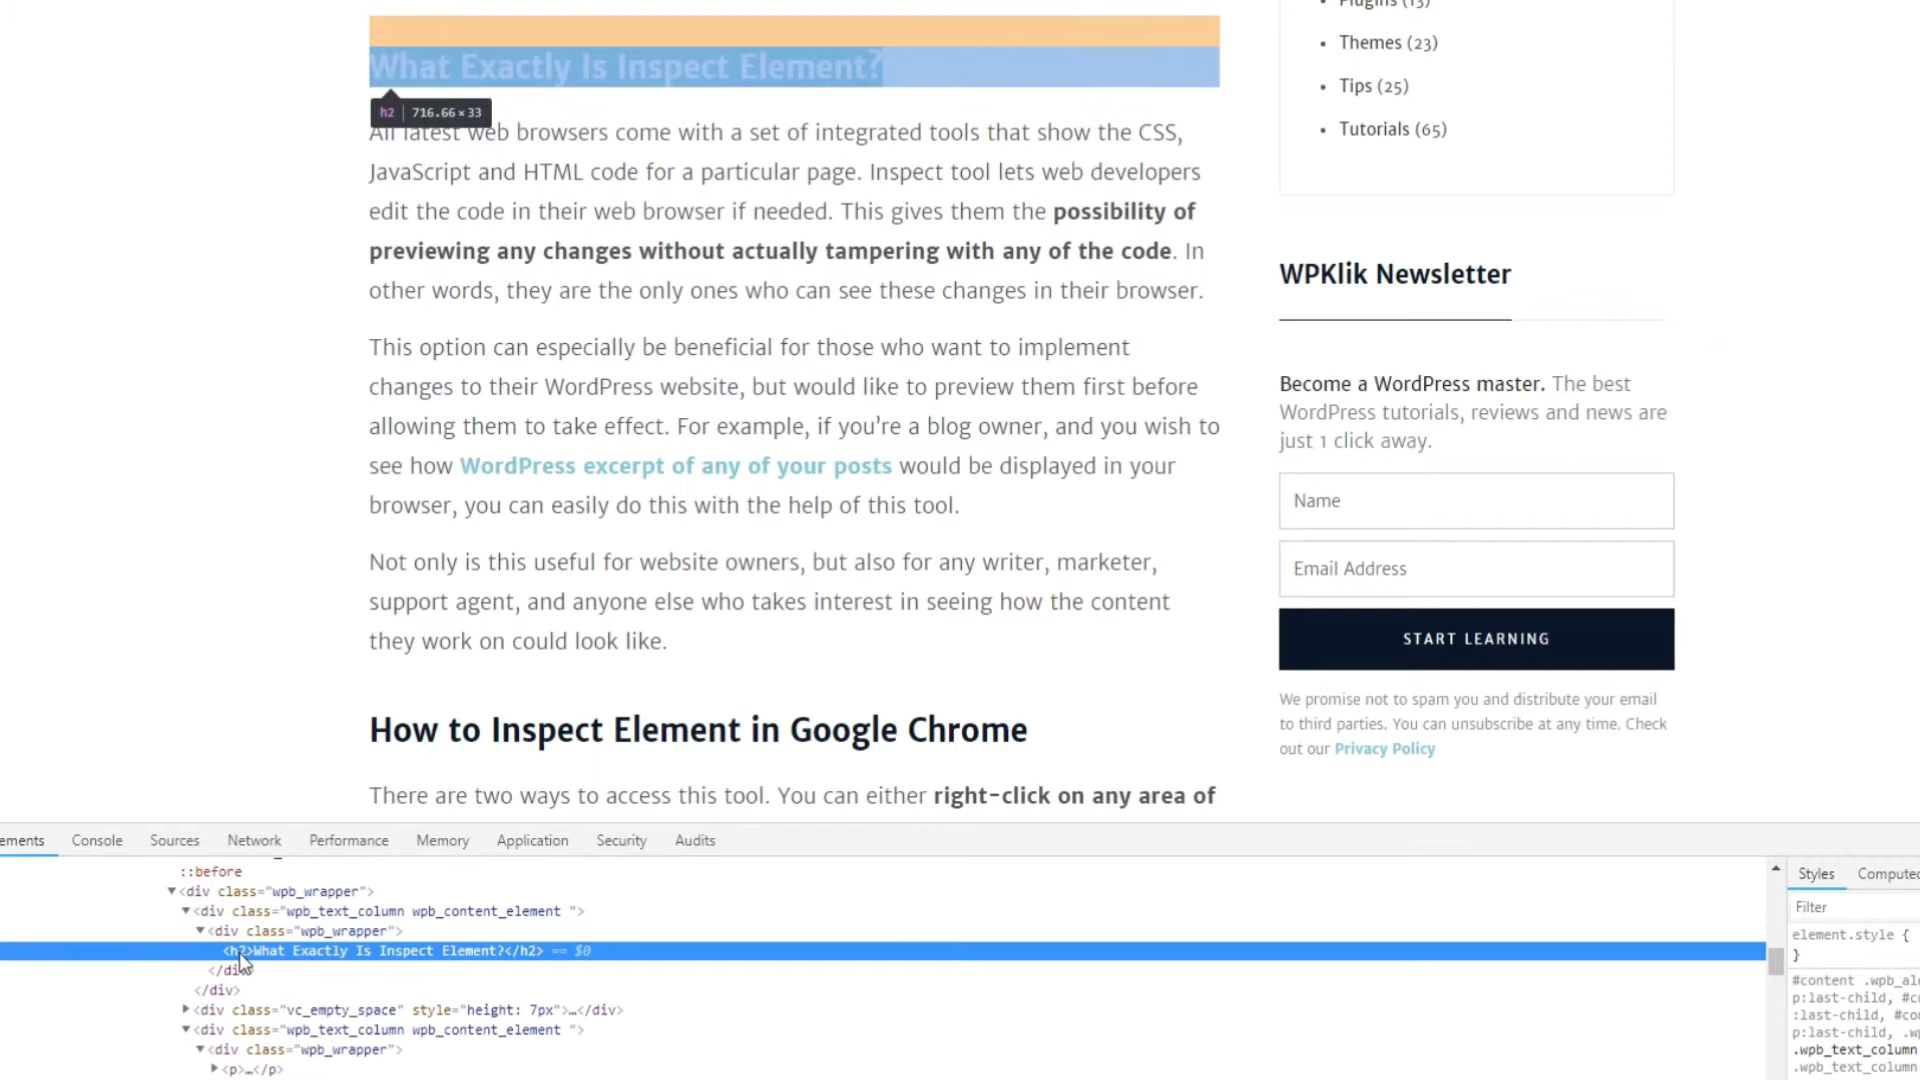 What Exactly Is Inspect Element?
h2 716.66×33
All latest web browsers come with a set of integrated tools that show the CSS,
JavaScript and HTML code for a particular page. Inspect tool lets web developers
edit the code in their web browser if needed. This gives them the possibility of
previewing any changes without actually tampering with any of the code. In
other words, they are the only ones who can see these changes in their browser.
This option can especially be beneficial for those who want to implement
changes to their WordPress website, but would like to preview them first before
allowing them to take effect. For example, if you’re a blog owner, and you wish to
see how WordPress excerpt of any of your posts would be displayed in your
browser, you can easily do this with the help of this tool.
Not only is this useful for website owners, but also for any writer, marketer,
support agent, and anyone else who takes interest in seeing how the content
they work on could look like.
How to Inspect Element in Google Chrome
There are two ways to access this tool. You can either right-click on any area of
Plugins (13)
Themes (23)
Tips (25)
Tutorials (65)
WPKlik Newsletter
Become a WordPress master. The best
WordPress tutorials, reviews and news are
just 1 click away.
Name
Email Address
START LEARNING
We promise not to spam you and distribute your email
to third parties. You can unsubscribe at any time. Check
out our Privacy Policy
ements Console Sources Network Performance Memory Application Security Audits
::before
▼<div class="wpb_wrapper">
▼<div class="wpb_text_column wpb_content_element ">
▼<div class="wpb_wrapper">
<h2>What Exactly Is Inspect Element?</h2> == $0
</div>
</div>
▶<div class="vc_empty_space" style="height: 7px">…</div>
▼<div class="wpb_text_column wpb_content_element ">
▼<div class="wpb_wrapper">
▶<p>…</p>
Styles Computed
Filter
element.style {
}
#content .wpb_al
p:last-child, #co
:last-child, #con
p:last-child, .w
.wpb_text_column
.wpb_text_column